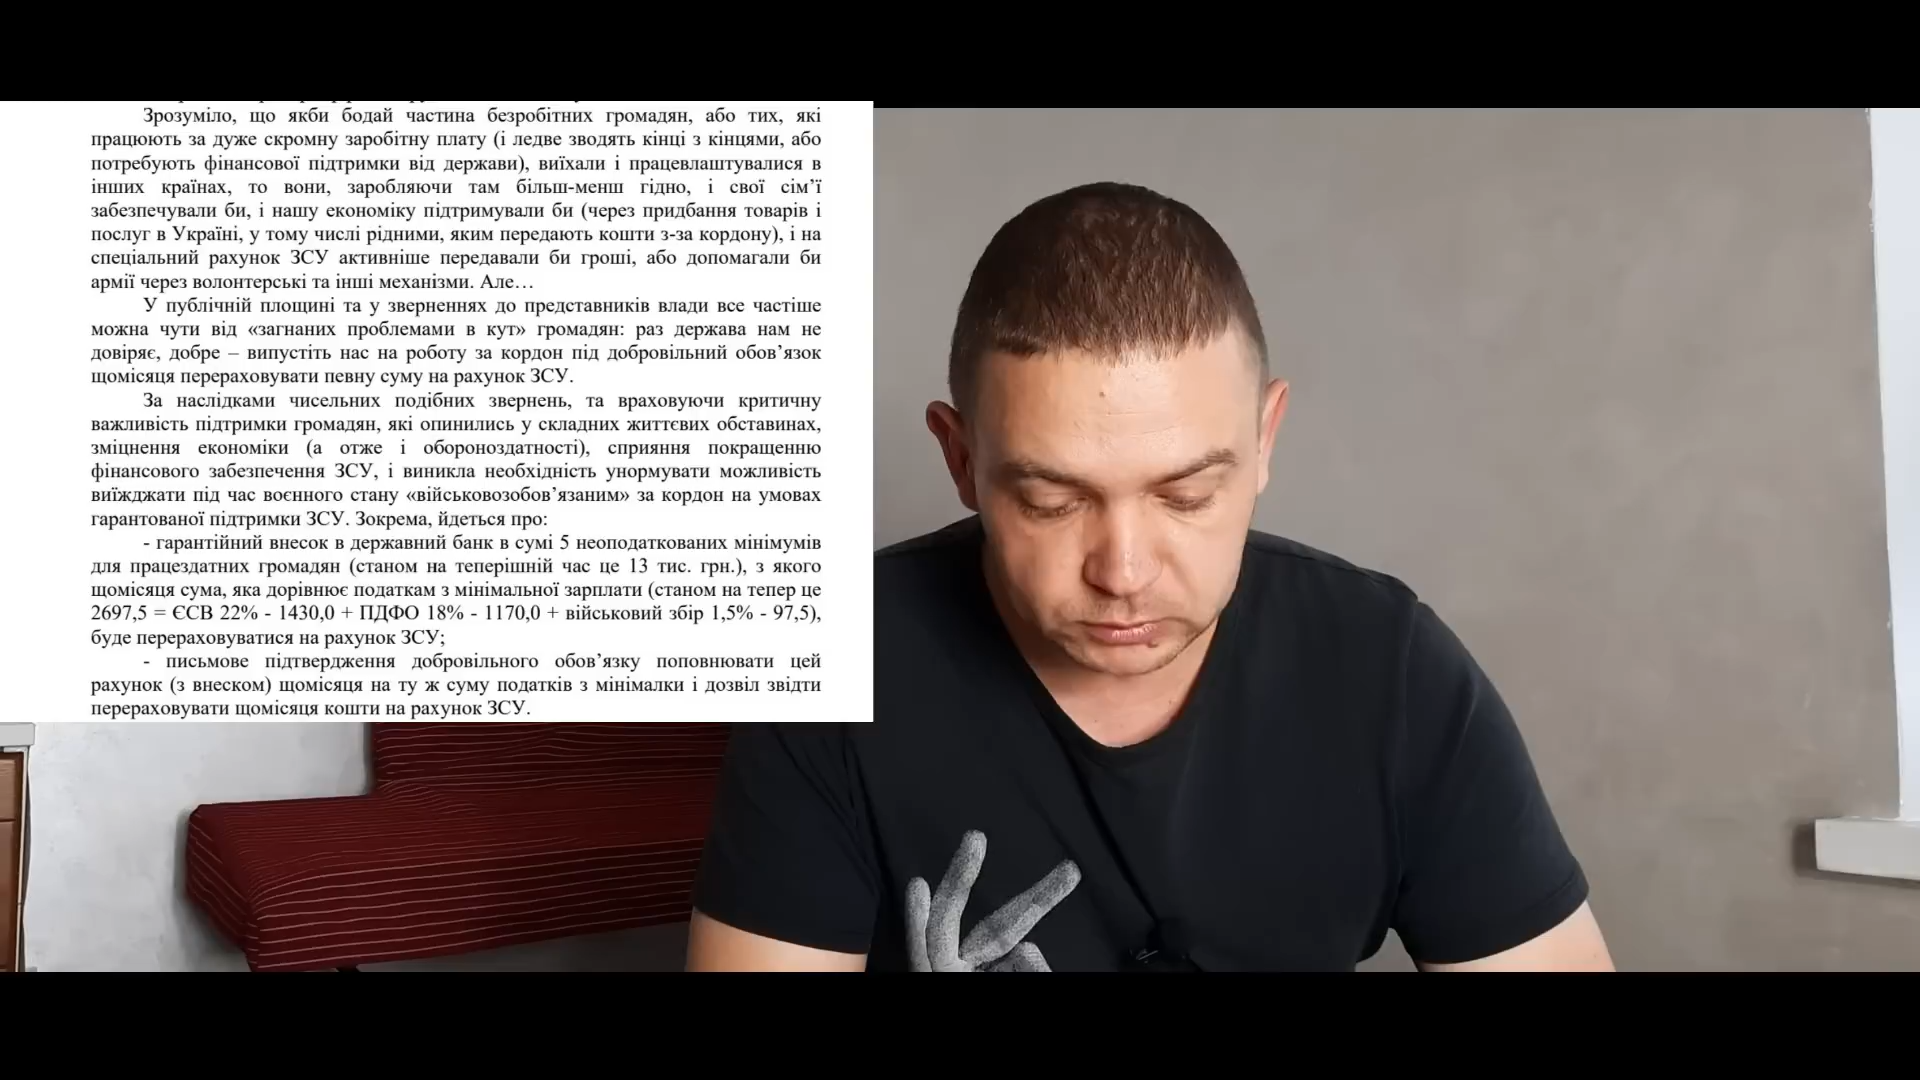 Зрозуміло, що якби бодай частина безробітних громадян, або тих, які
працюють за дуже скромну заробітну плату (і ледве зводять кінці з кінцями, або
потребують фінансової підтримки від держави), виїхали і працевлаштувалися в
інших країнах, то вони, заробляючи там більш-менш гідно, і свої сім’ї
забезпечували би, і нашу економіку підтримували би (через придбання товарів і
послуг в Україні, у тому числі рідними, яким передають кошти з-за кордону), і на
спеціальний рахунок ЗСУ активніше передавали би гроші, або допомагали би
армії через волонтерські та інші механізми. Але…
У публічній площині та у зверненнях до представників влади все частіше
можна чути від «загнаних проблемами в кут» громадян: раз держава нам не
довіряє, добре – випустіть нас на роботу за кордон під добровільний обов’язок
щомісяця перераховувати певну суму на рахунок ЗСУ.
За наслідками чисельних подібних звернень, та враховуючи критичну
важливість підтримки громадян, які опинились у складних життєвих обставинах,
зміцнення економіки (а отже і обороноздатності), сприяння покращенню
фінансового забезпечення ЗСУ, і виникла необхідність унормувати можливість
виїжджати під час воєнного стану «військовозобов’язаним» за кордон на умовах
гарантованої підтримки ЗСУ. Зокрема, йдеться про:
- гарантійний внесок в державний банк в сумі 5 неоподаткованих мінімумів
для працездатних громадян (станом на теперішній час це 13 тис. грн.), з якого
щомісяця сума, яка дорівнює податкам з мінімальної зарплати (станом на тепер це
2697,5 = ЄСВ 22% - 1430,0 + ПДФО 18% - 1170,0 + військовий збір 1,5% - 97,5),
буде перераховуватися на рахунок ЗСУ;
- письмове підтвердження добровільного обов’язку поповнювати цей
рахунок (з внеском) щомісяця на ту ж суму податків з мінімалки і дозвіл звідти
перераховувати щомісяця кошти на рахунок ЗСУ.